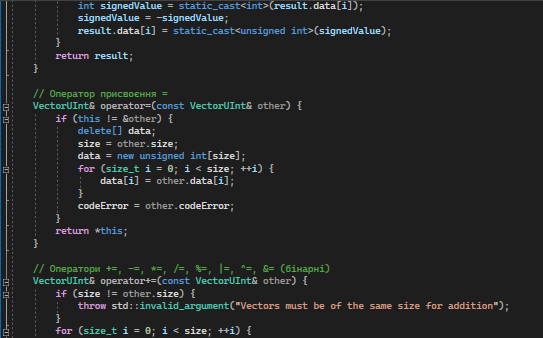 int signedValue = static_cast<int>(result.data[i]);
signedValue = -signedValue;
result.data[i] = static_cast<unsigned int>(signedValue);
}
return result;
}
// Оператор присвоєння =
VectorUInt& operator=(const VectorUInt& other) {
if (this != &other) {
delete[] data;
size = other.size;
data = new unsigned int[size];
for (size_t i = 0; i < size; ++i) {
data[i] = other.data[i];
}
codeError = other.codeError;
}
return *this;
}
// Оператори +=, -=, *=, /=, %=, |=, ^=, &= (бінарні)
VectorUInt& operator+=(const VectorUInt& other) {
if (size != other.size) {
throw std::invalid_argument("Vectors must be of the same size for addition");
}
for (size_t i = 0; i < size; ++i) {